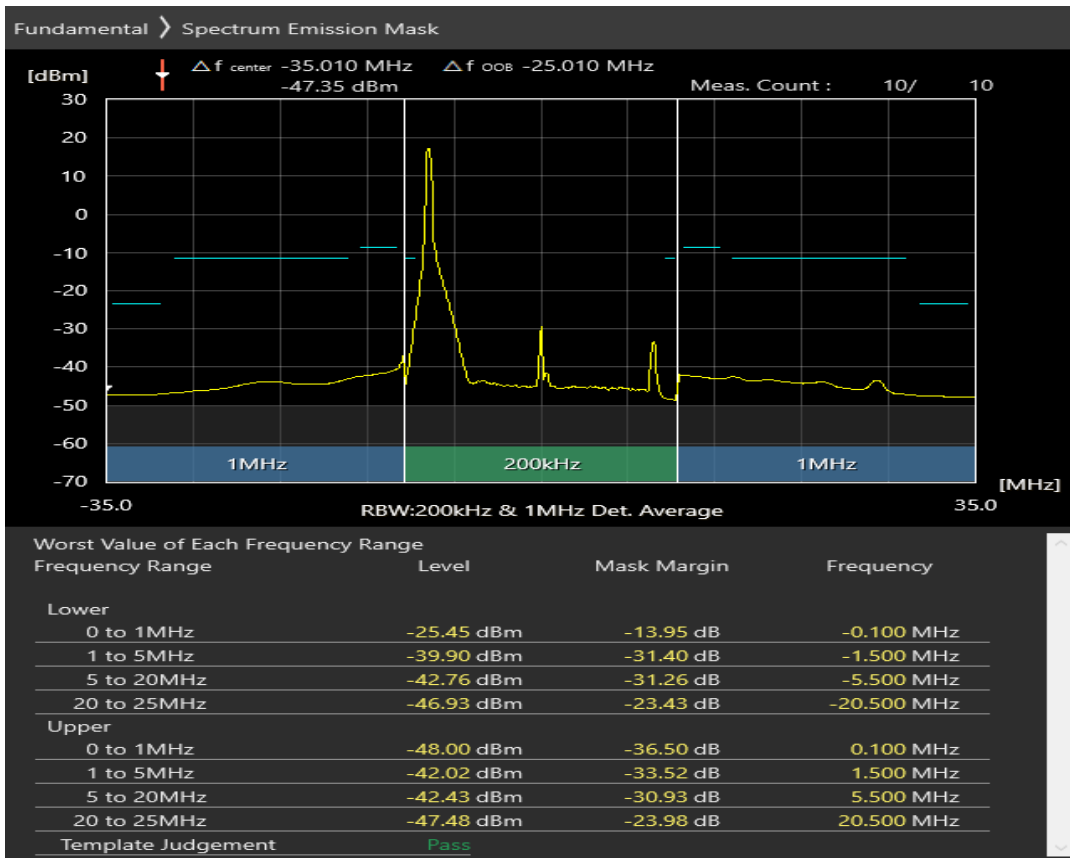 Fundamental ❭ Spectrum Emission Mask
[dBm] △f center -35.010 MHz △f OOB -25.010 MHz
-47.35 dBm Meas. Count : 10/ 10
30
20
10
0
-10
-20
-30
-40
-50
-60
1MHz 200kHz 1MHz
-70 [MHz]
-35.0 RBW:200kHz & 1MHz Det. Average 35.0
Worst Value of Each Frequency Range
Frequency Range Level Mask Margin Frequency
Lower
0 to 1MHz -25.45 dBm -13.95 dB -0.100 MHz
1 to 5MHz -39.90 dBm -31.40 dB -1.500 MHz
5 to 20MHz -42.76 dBm -31.26 dB -5.500 MHz
20 to 25MHz -46.93 dBm -23.43 dB -20.500 MHz
Upper
0 to 1MHz -48.00 dBm -36.50 dB 0.100 MHz
1 to 5MHz -42.02 dBm -33.52 dB 1.500 MHz
5 to 20MHz -42.43 dBm -30.93 dB 5.500 MHz
20 to 25MHz -47.48 dBm -23.98 dB 20.500 MHz
Template Judgement Pass